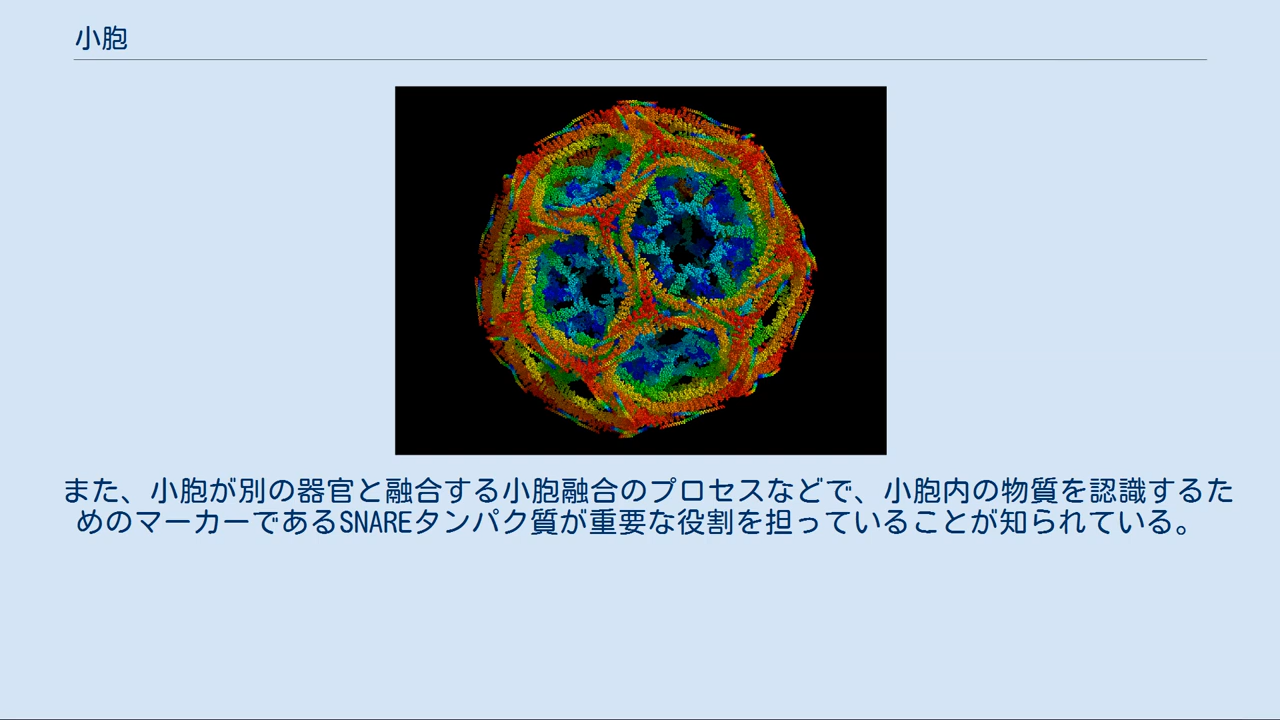 小胞
また、小胞が別の器官と融合する小胞融合のプロセスなどで、小胞内の物質を認識するた
めのマーカーであるSNAREタンパク質が重要な役割を担っていることが知られている。